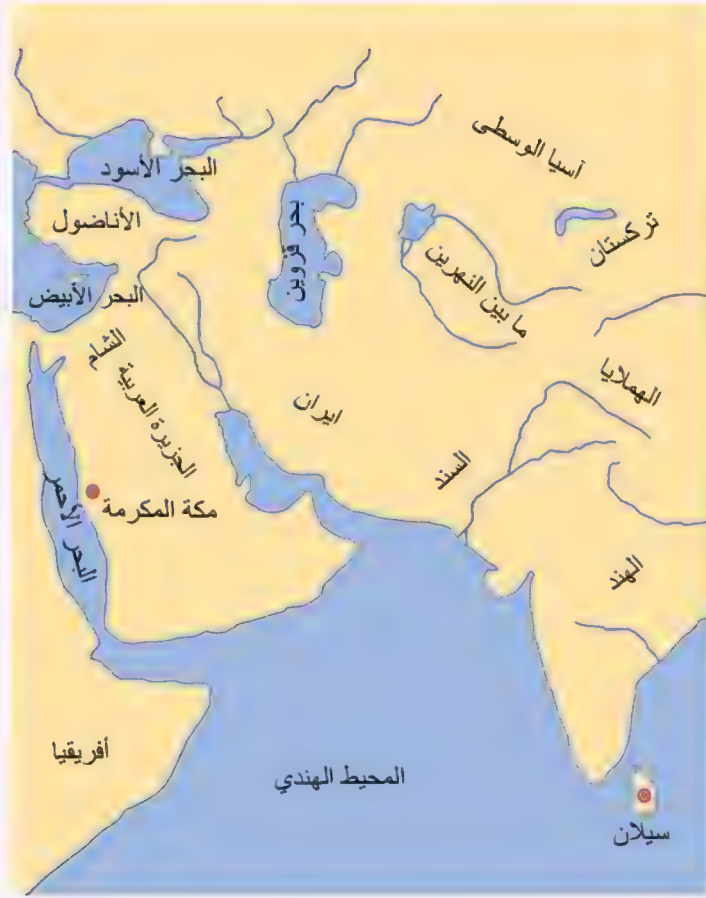 آسيا الوسطى
البحر الأسود
تركستان
الأناضول
بحر قزوين
ما بين النهرين
البحر الأبيض
الشام
الهملايا
الجزيرة العربية
ايران
السند
مكة المكرمة
البحر الأحمر
الهند
أفريقيا
المحيط الهندي
سيلان